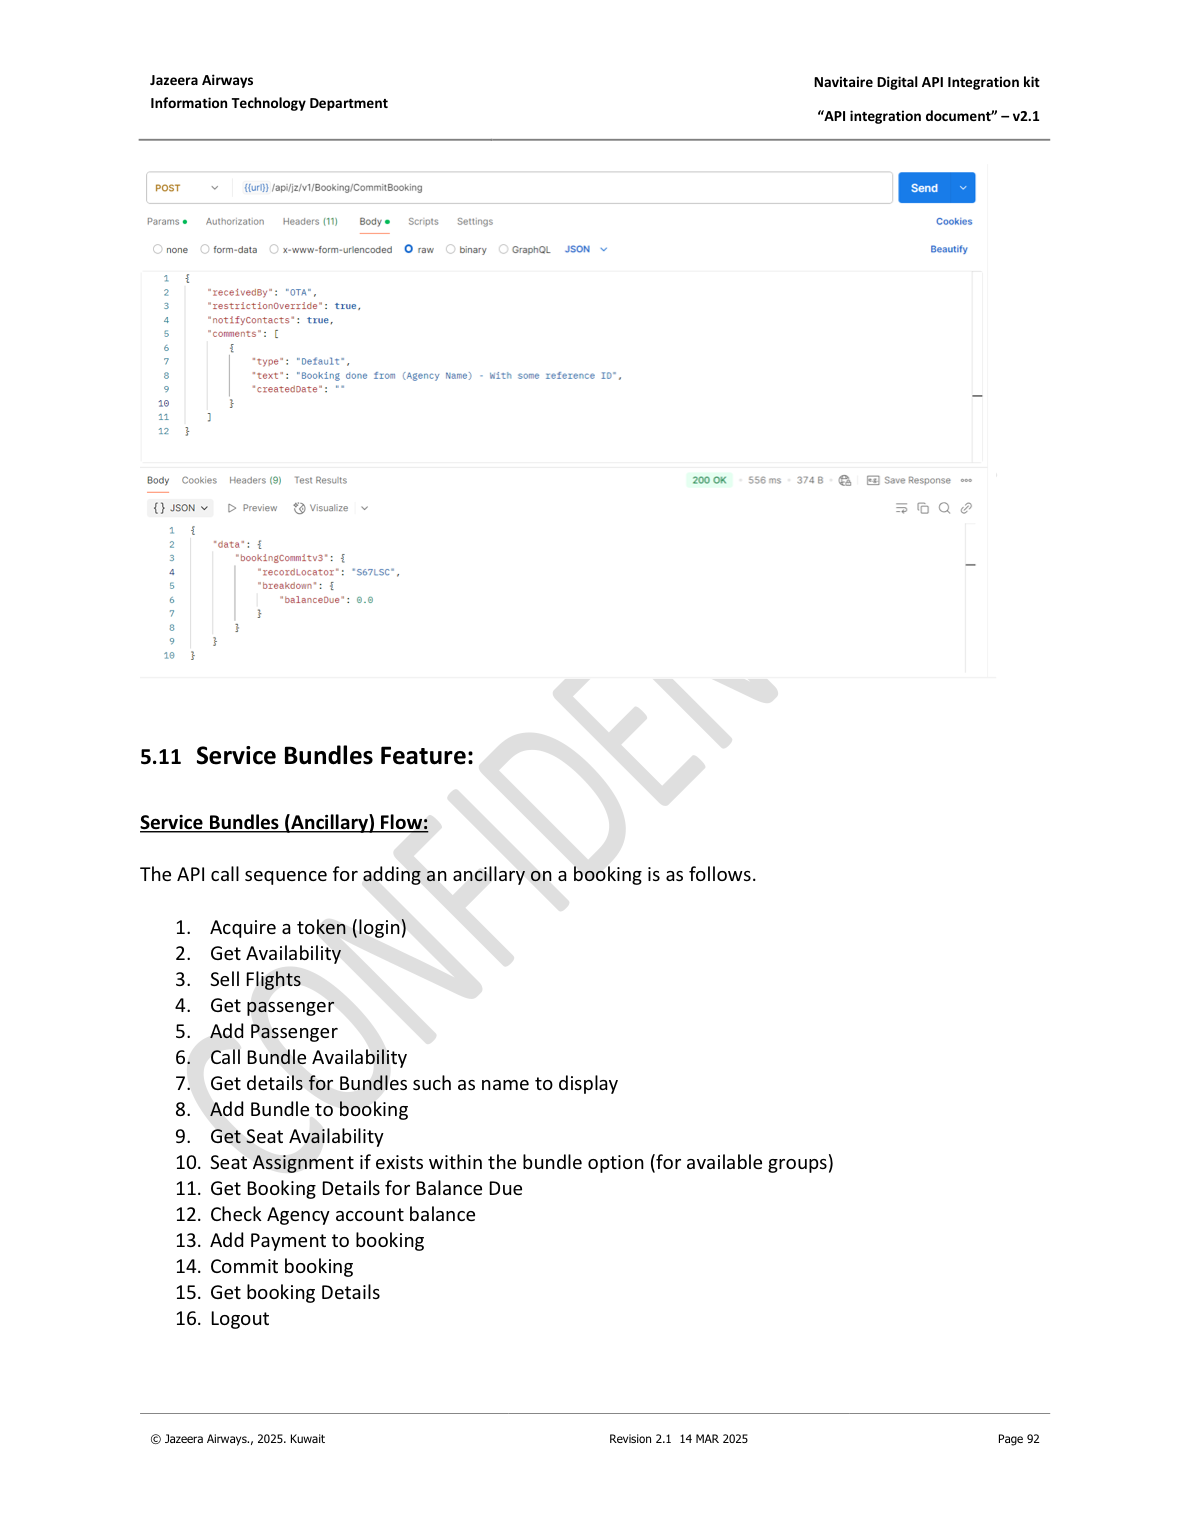 Jazeera Airways
Information Technology Department
Navitaire Digital API Integration kit
“API integration document” – v2.1
POST {{url}} /api/jz/v1/Booking/CommitBooking Send
Params Authorization Headers (11) Body Scripts Settings Cookies
none form-data x-www-form-urlencoded raw binary GraphQL JSON Beautify
1 {
2 "receivedBy": "OTA",
3 "restrictionOverride": true,
4 "notifyContacts": true,
5 "comments": [
6 {
7 "type": "Default",
8 "text": "Booking done from (Agency Name) - With some reference ID",
9 "createdDate": ""
10 }
11 ]
12 }
Body Cookies Headers (9) Test Results 200 OK 556 ms 374 B Save Response
{} JSON Preview Visualize
1 {
2 "data": {
3 "bookingCommitv3": {
4 "recordLocator": "S67LSC",
5 "breakdown": {
6 "balanceDue": 0.0
7 }
8 }
9 }
10 }
CONFIDEN
5.11 Service Bundles Feature:
Service Bundles (Ancillary) Flow:
The API call sequence for adding an ancillary on a booking is as follows.
1. Acquire a token (login)
2. Get Availability
3. Sell Flights
4. Get passenger
5. Add Passenger
6. Call Bundle Availability
7. Get details for Bundles such as name to display
8. Add Bundle to booking
9. Get Seat Availability
10. Seat Assignment if exists within the bundle option (for available groups)
11. Get Booking Details for Balance Due
12. Check Agency account balance
13. Add Payment to booking
14. Commit booking
15. Get booking Details
16. Logout
© Jazeera Airways., 2025. Kuwait Revision 2.1 14 MAR 2025 Page 92